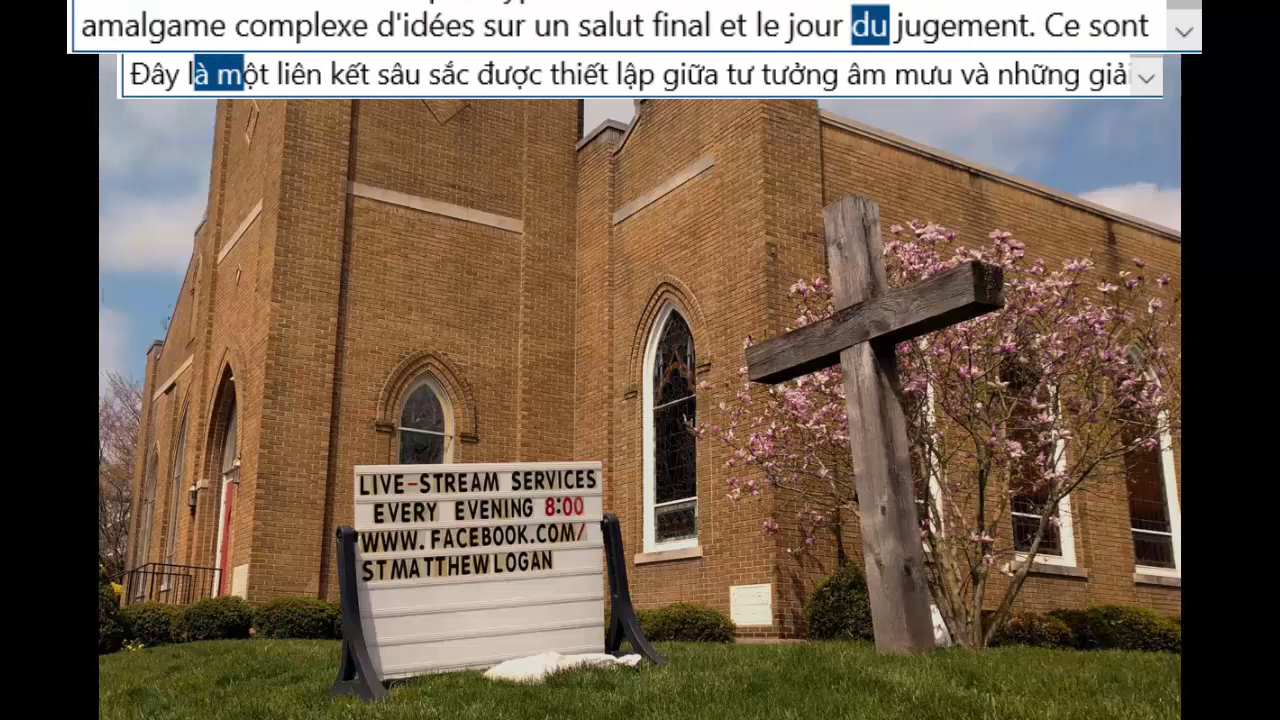 amalgame complexe d'idées sur un salut final et le jour du jugement. Ce sont
Đây là một liên kết sâu sắc được thiết lập giữa tư tưởng âm mưu và những giải
LIVE-STREAM SERVICES
EVERY EVENING 8:00
WWW.FACEBOOK.COM/
STMATTHEWLOGAN